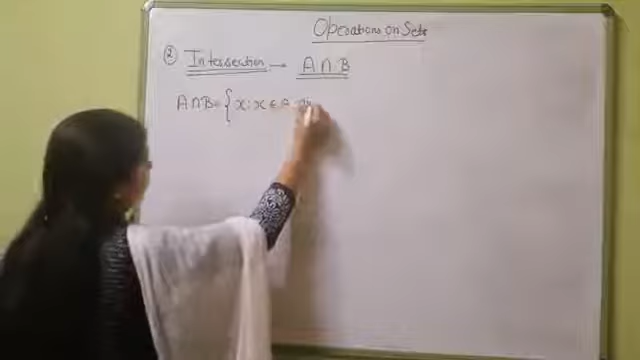 Operations on Sets
② Intersection → A ∩ B
A ∩ B = { x : x ∈ A